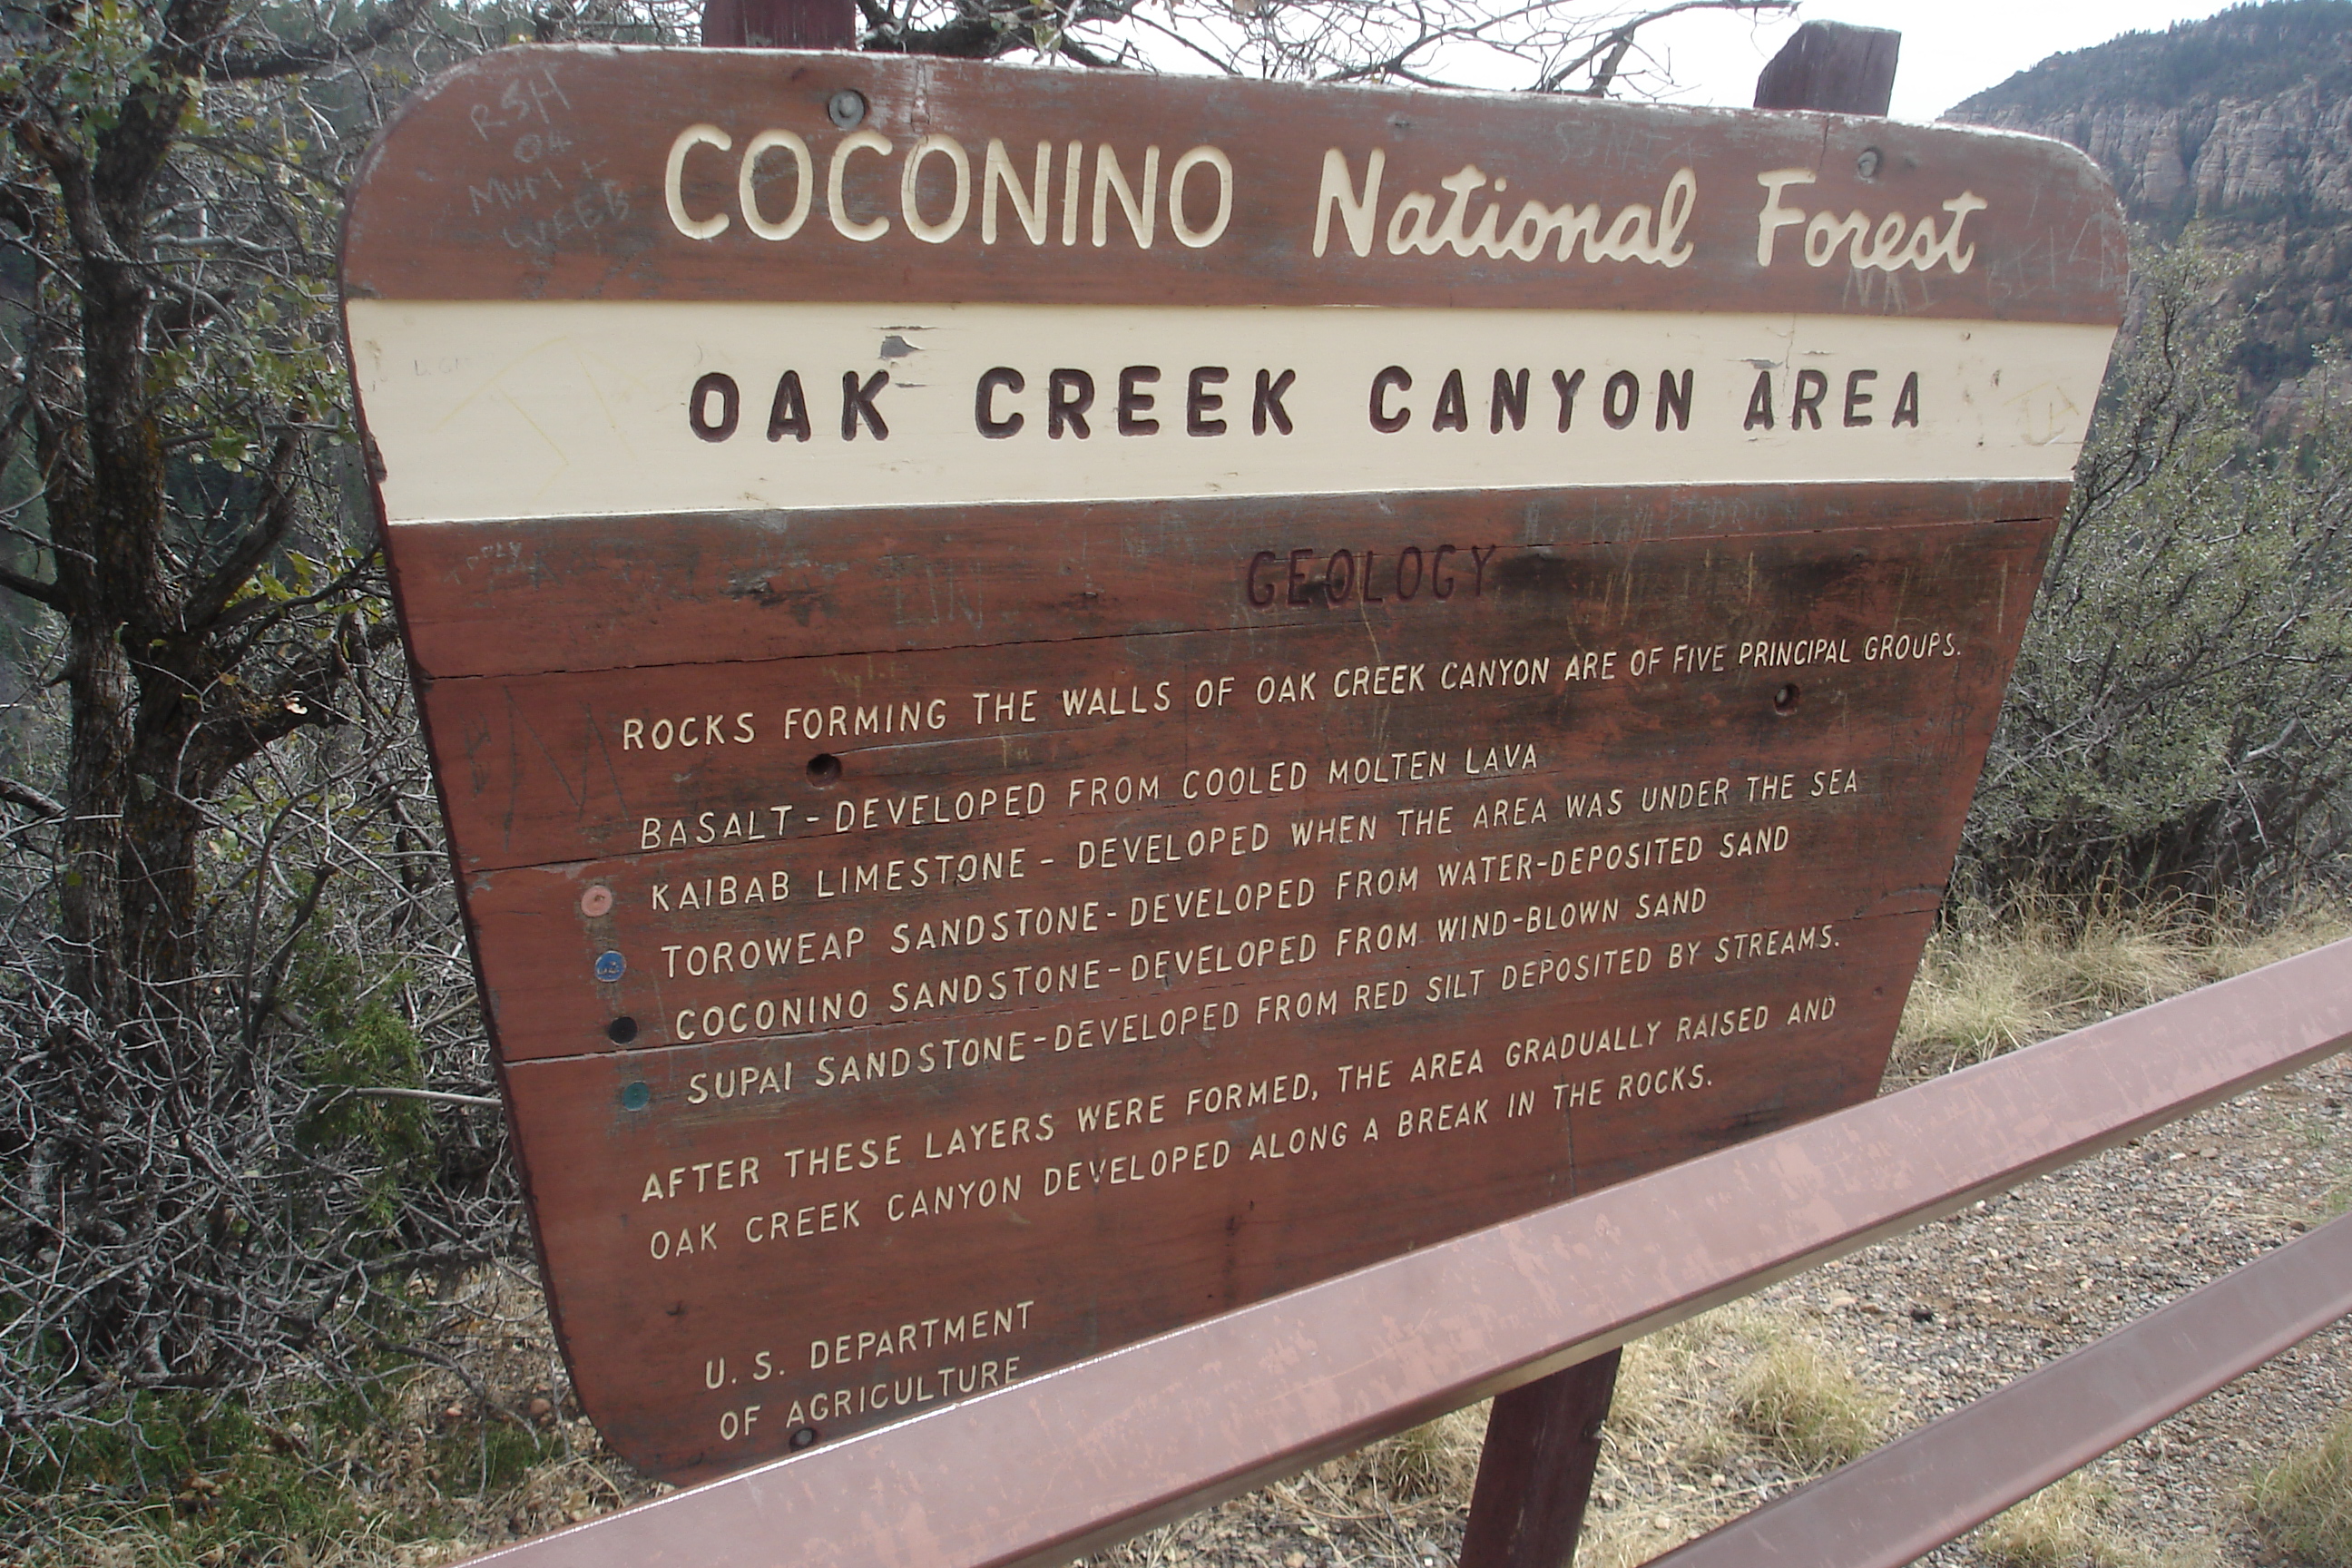 RSH
04
COCONINO National Forest
OAK CREEK CANYON AREA
GEOLOGY
ROCKS FORMING THE WALLS OF OAK CREEK CANYON ARE OF FIVE PRINCIPAL GROUPS.
BASALT - DEVELOPED FROM COOLED MOLTEN LAVA
KAIBAB LIMESTONE - DEVELOPED WHEN THE AREA WAS UNDER THE SEA
TOROWEAP SANDSTONE - DEVELOPED FROM WATER-DEPOSITED SAND
COCONINO SANDSTONE - DEVELOPED FROM WIND-BLOWN SAND
SUPAI SANDSTONE - DEVELOPED FROM RED SILT DEPOSITED BY STREAMS.
AFTER THESE LAYERS WERE FORMED, THE AREA GRADUALLY RAISED AND
OAK CREEK CANYON DEVELOPED ALONG A BREAK IN THE ROCKS.
U. S. DEPARTMENT
OF AGRICULTURE